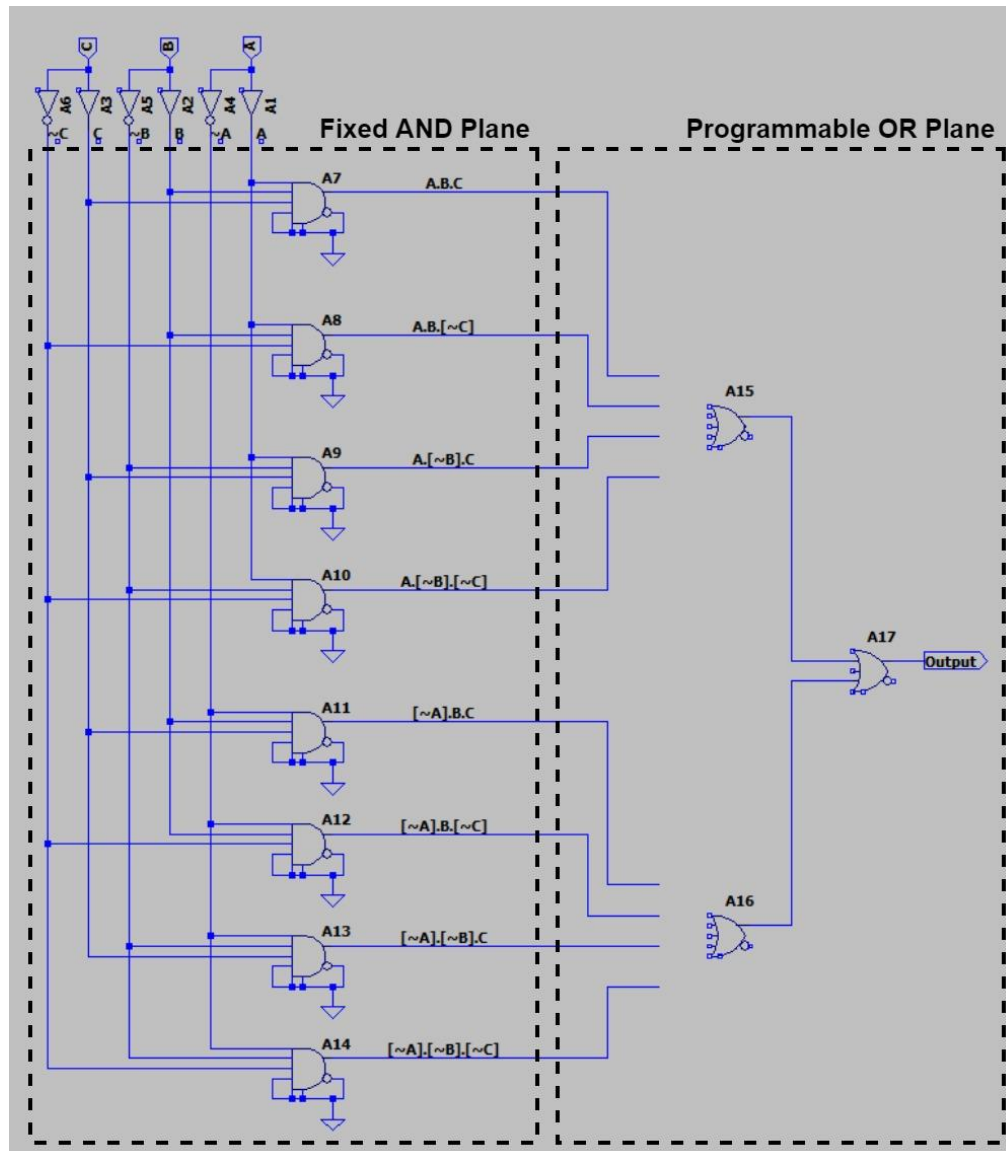 C B A
A6 A3 A5 A2 A4 A1
~C C ~B B ~A A
Fixed AND Plane
Programmable OR Plane
A7
A.B.C
A8
A.B.[~C]
A9
A.[~B].C
A10
A.[~B].[~C]
A11
[~A].B.C
A12
[~A].B.[~C]
A13
[~A].[~B].C
A14
[~A].[~B].[~C]
A15
A16
A17
Output